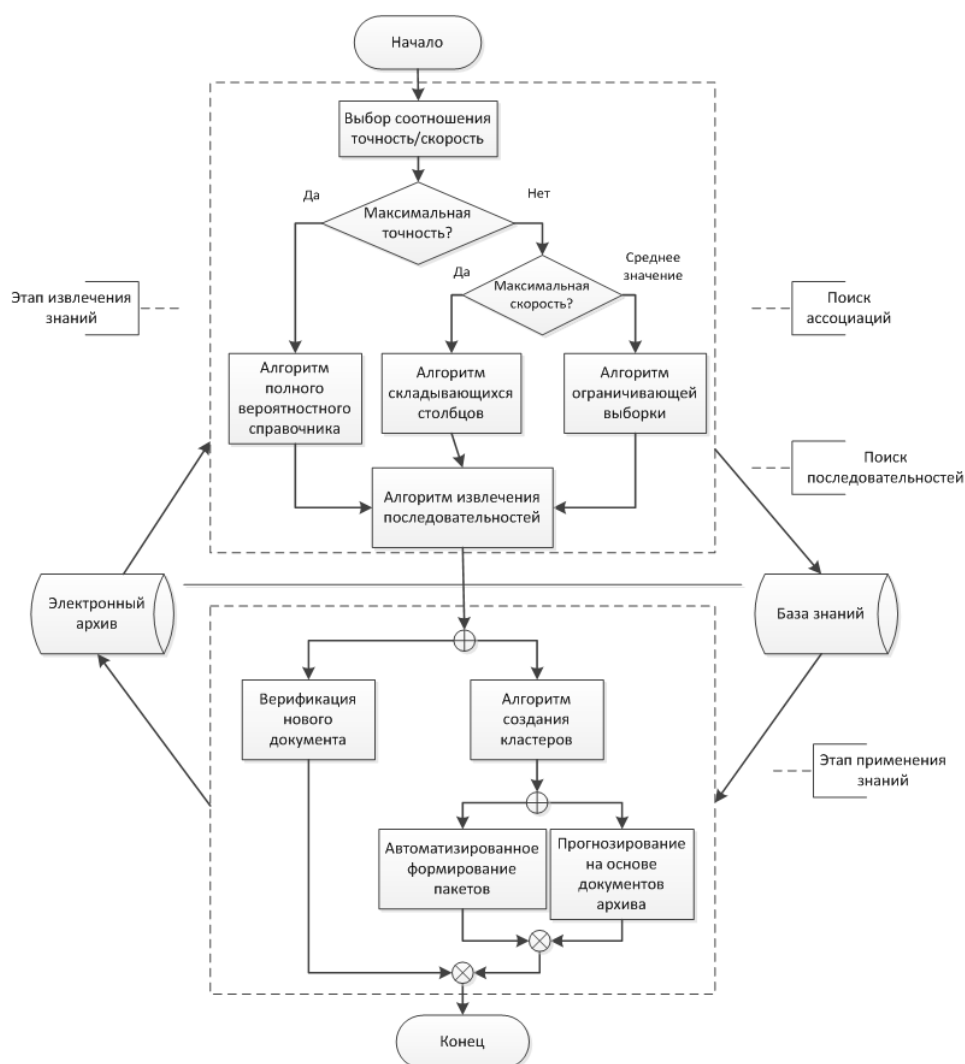 Начало
Выбор соотношения
точность/скорость
Да
Нет
Максимальная
точность?
Среднее
значение
Да
Максимальная
скорость?
Этап извлечения
знаний
Поиск
ассоциаций
Алгоритм
полного
вероятностного
справочника
Алгоритм
складывающихся
столбцов
Алгоритм
ограничивающей
выборки
Поиск
последовательностей
Алгоритм извлечения
последовательностей
Электронный
архив
База знаний
Верификация
нового
документа
Алгоритм
создания
кластеров
Этап применения
знаний
Автоматизированное
формирование
пакетов
Прогнозирование
на основе
документов
архива
Конец